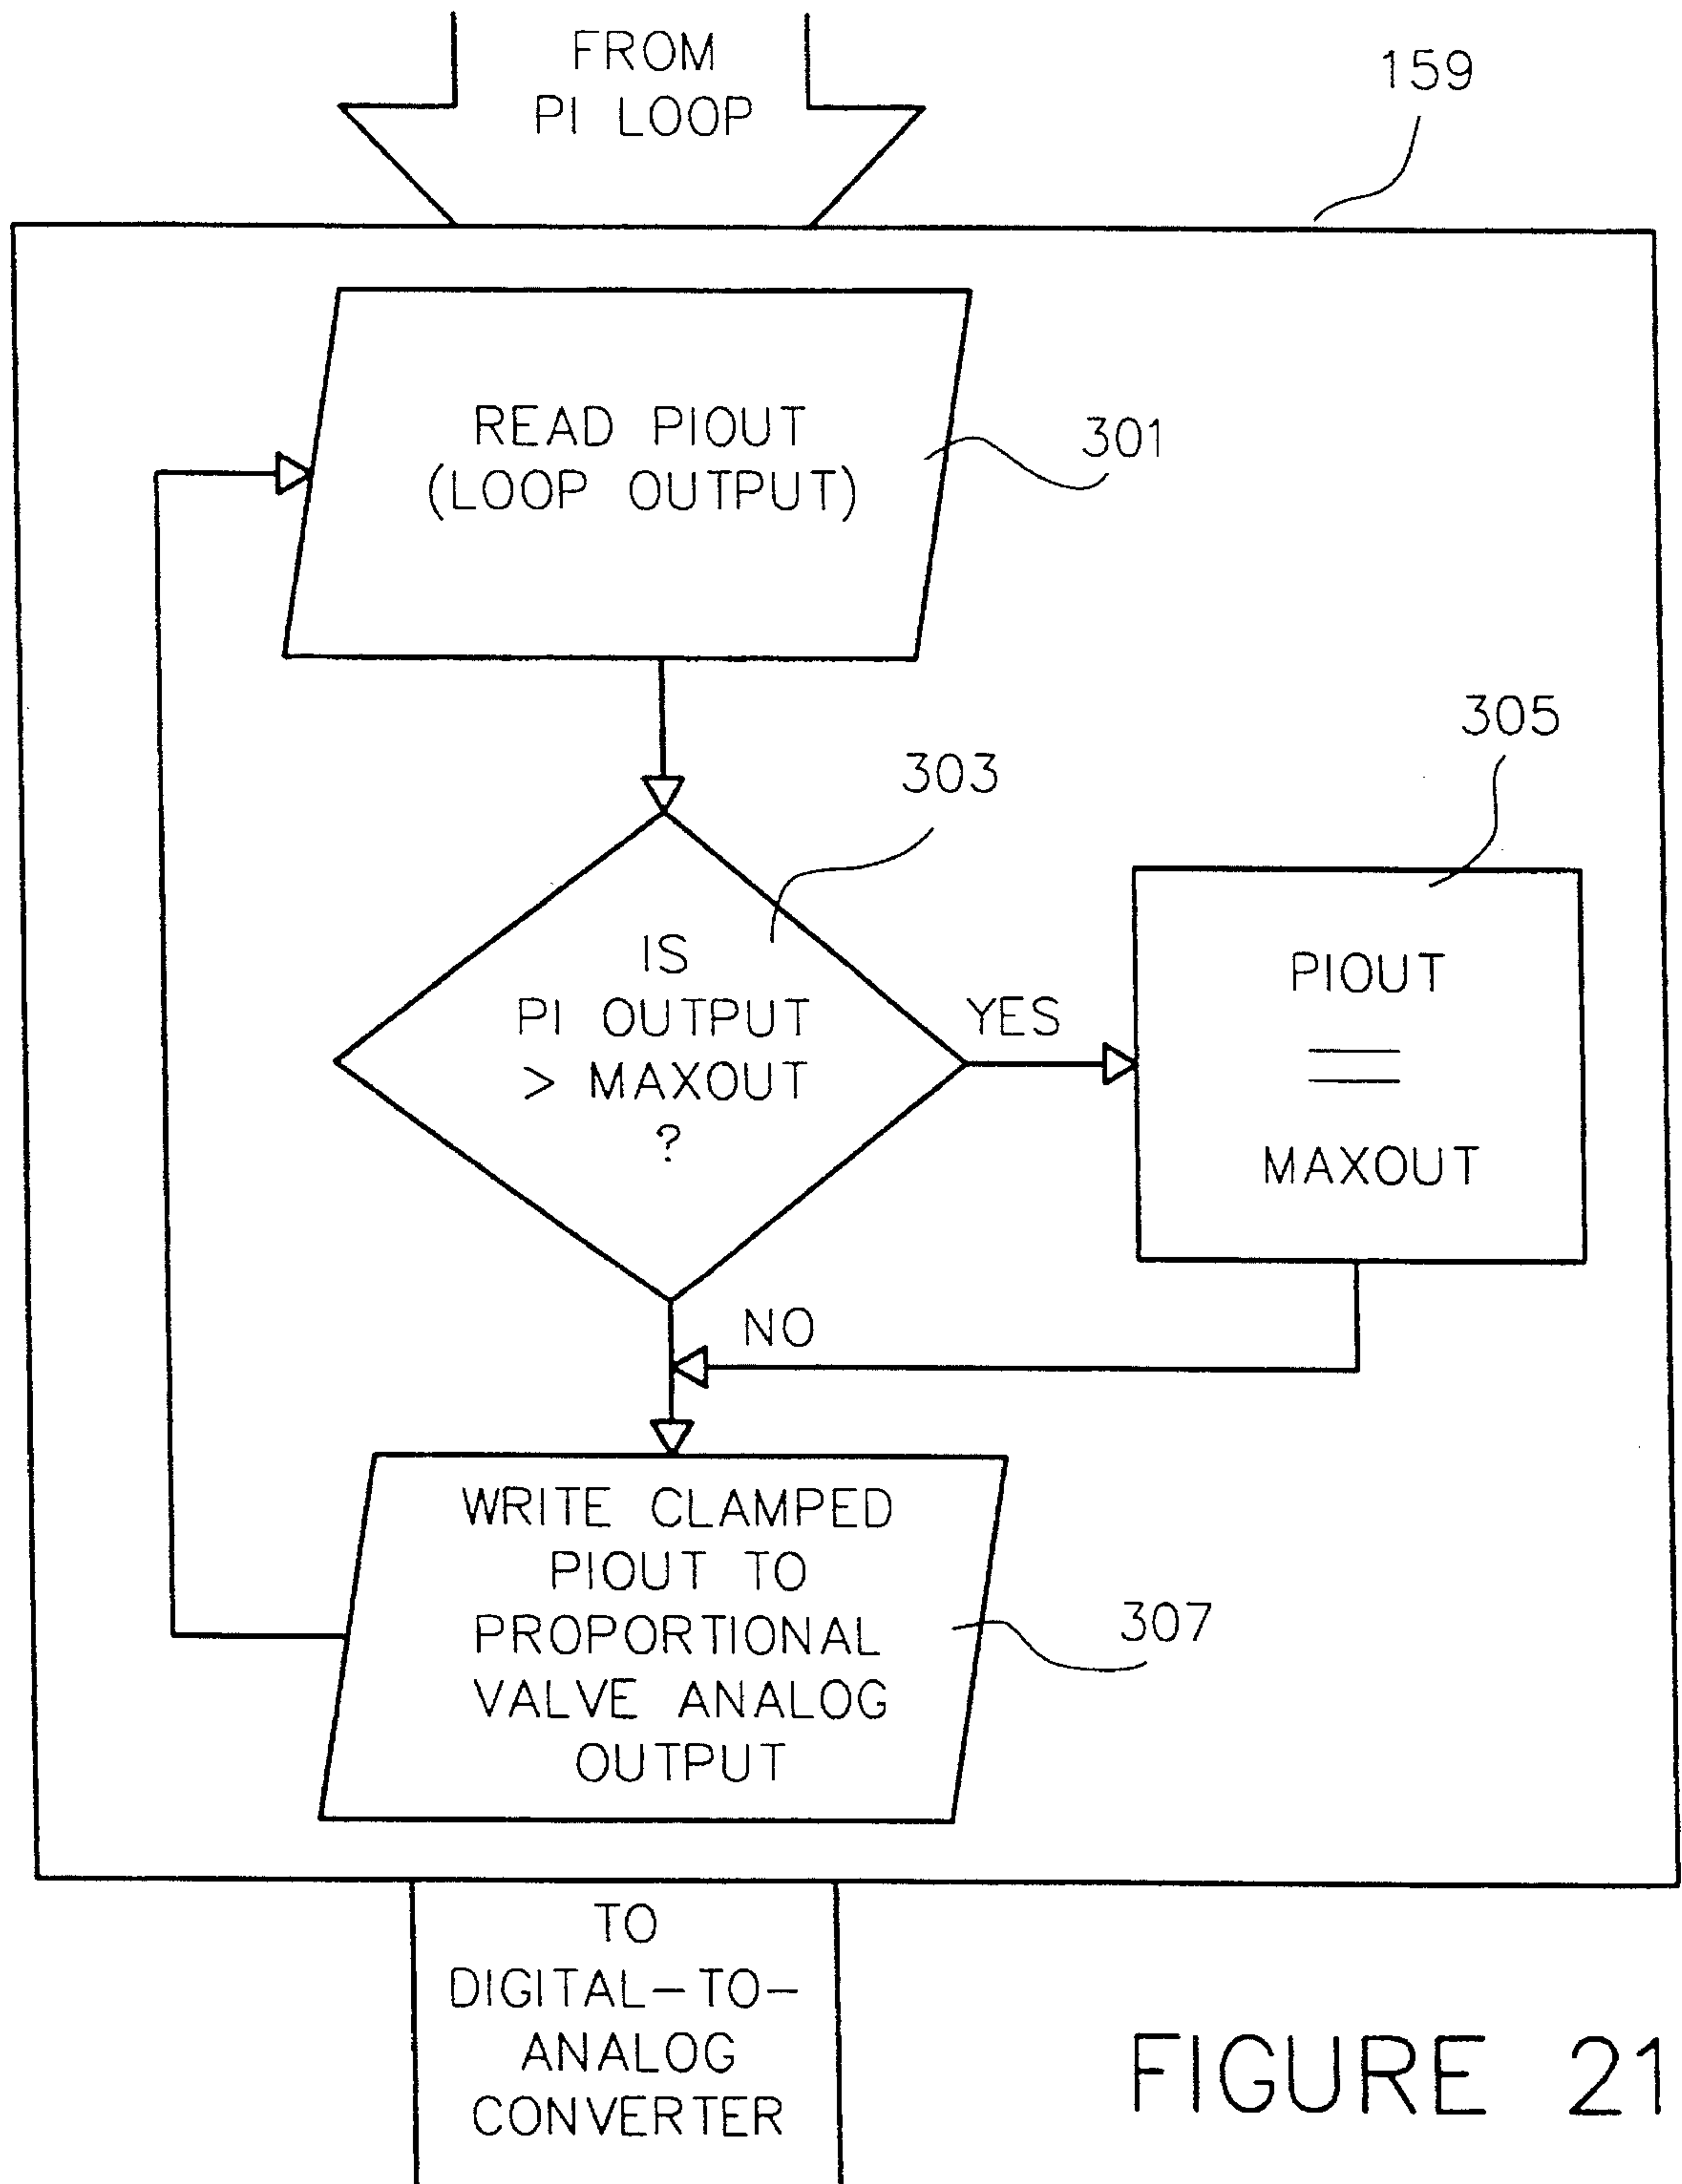 FROM
PI LOOP
159
READ PIOUT
(LOOP OUTPUT)
301
303
305
IS
PI OUTPUT
> MAXOUT
?
YES
PIOUT
=
MAXOUT
NO
WRITE CLAMPED
PIOUT TO
PROPORTIONAL
VALVE ANALOG
OUTPUT
307
TO
DIGITAL-TO-
ANALOG
CONVERTER
FIGURE 21